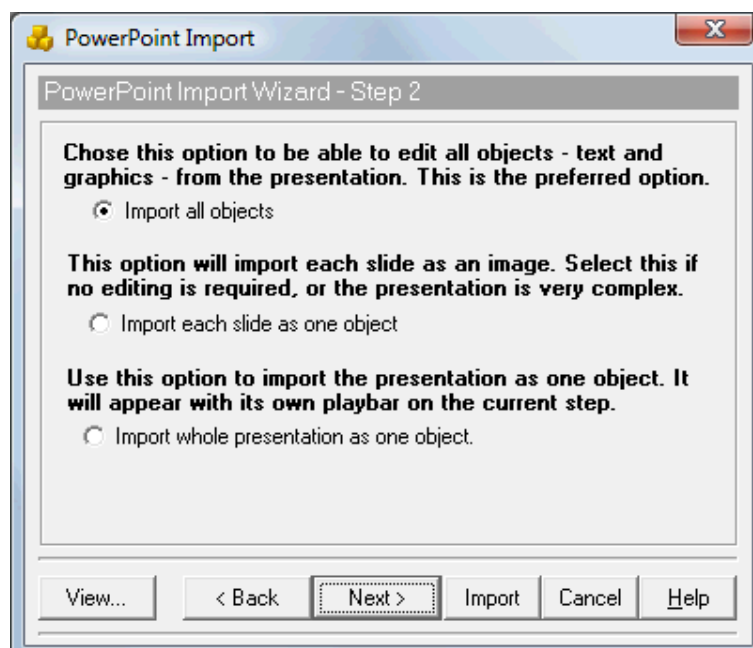 PowerPoint Import
PowerPoint Import Wizard - Step 2
Chose this option to be able to edit all objects - text and
graphics - from the presentation. This is the preferred option.
Import all objects
This option will import each slide as an image. Select this if
no editing is required, or the presentation is very complex.
Import each slide as one object
Use this option to import the presentation as one object. It
will appear with its own playbar on the current step.
Import whole presentation as one object.
View... < Back Next > Import Cancel Help